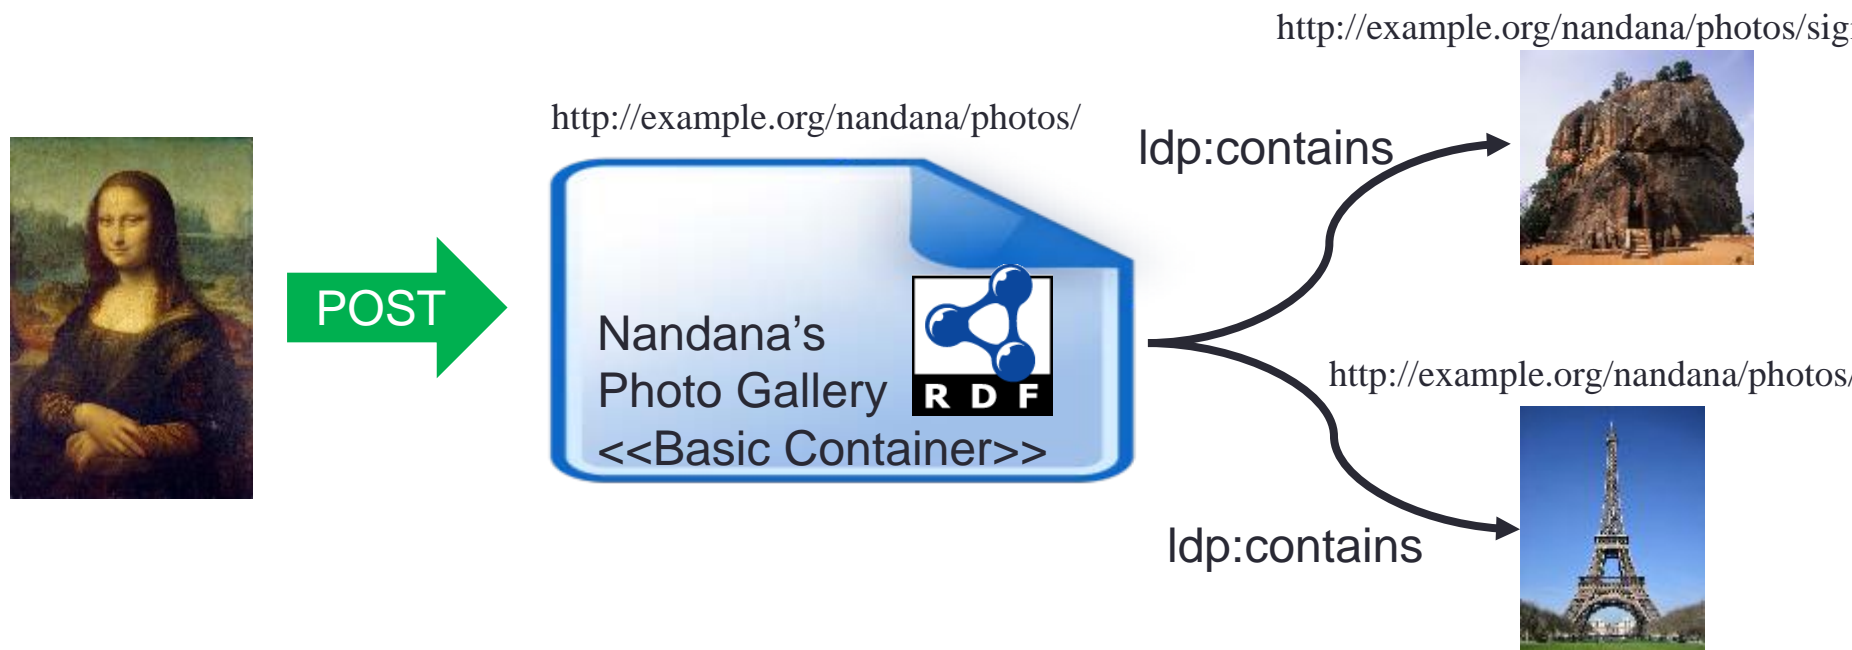 http://example.org/nandana/photos/sig
http://example.org/nandana/photos/
ldp:contains
POST
Nandana's
Photo Gallery
<<Basic Container>>
RDF
http://example.org/nandana/photos/
ldp:contains